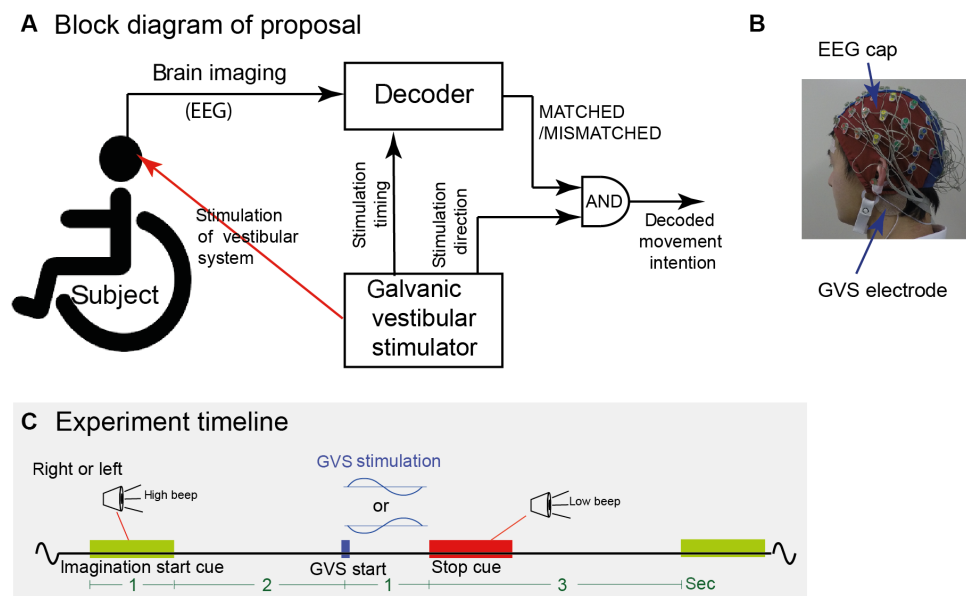 A Block diagram of proposal
Brain imaging
(EEG)
Decoder
MATCHED
/MISMATCHED
Stimulation
timing
Stimulation
direction
AND
Decoded
movement
intention
Stimulation
of vestibular
system
Subject
Galvanic
vestibular
stimulator
B
EEG cap
GVS electrode
C Experiment timeline
Right or left
High beep
GVS stimulation
or
Low beep
Imagination start cue
GVS start
Stop cue
1 2 1 3 Sec